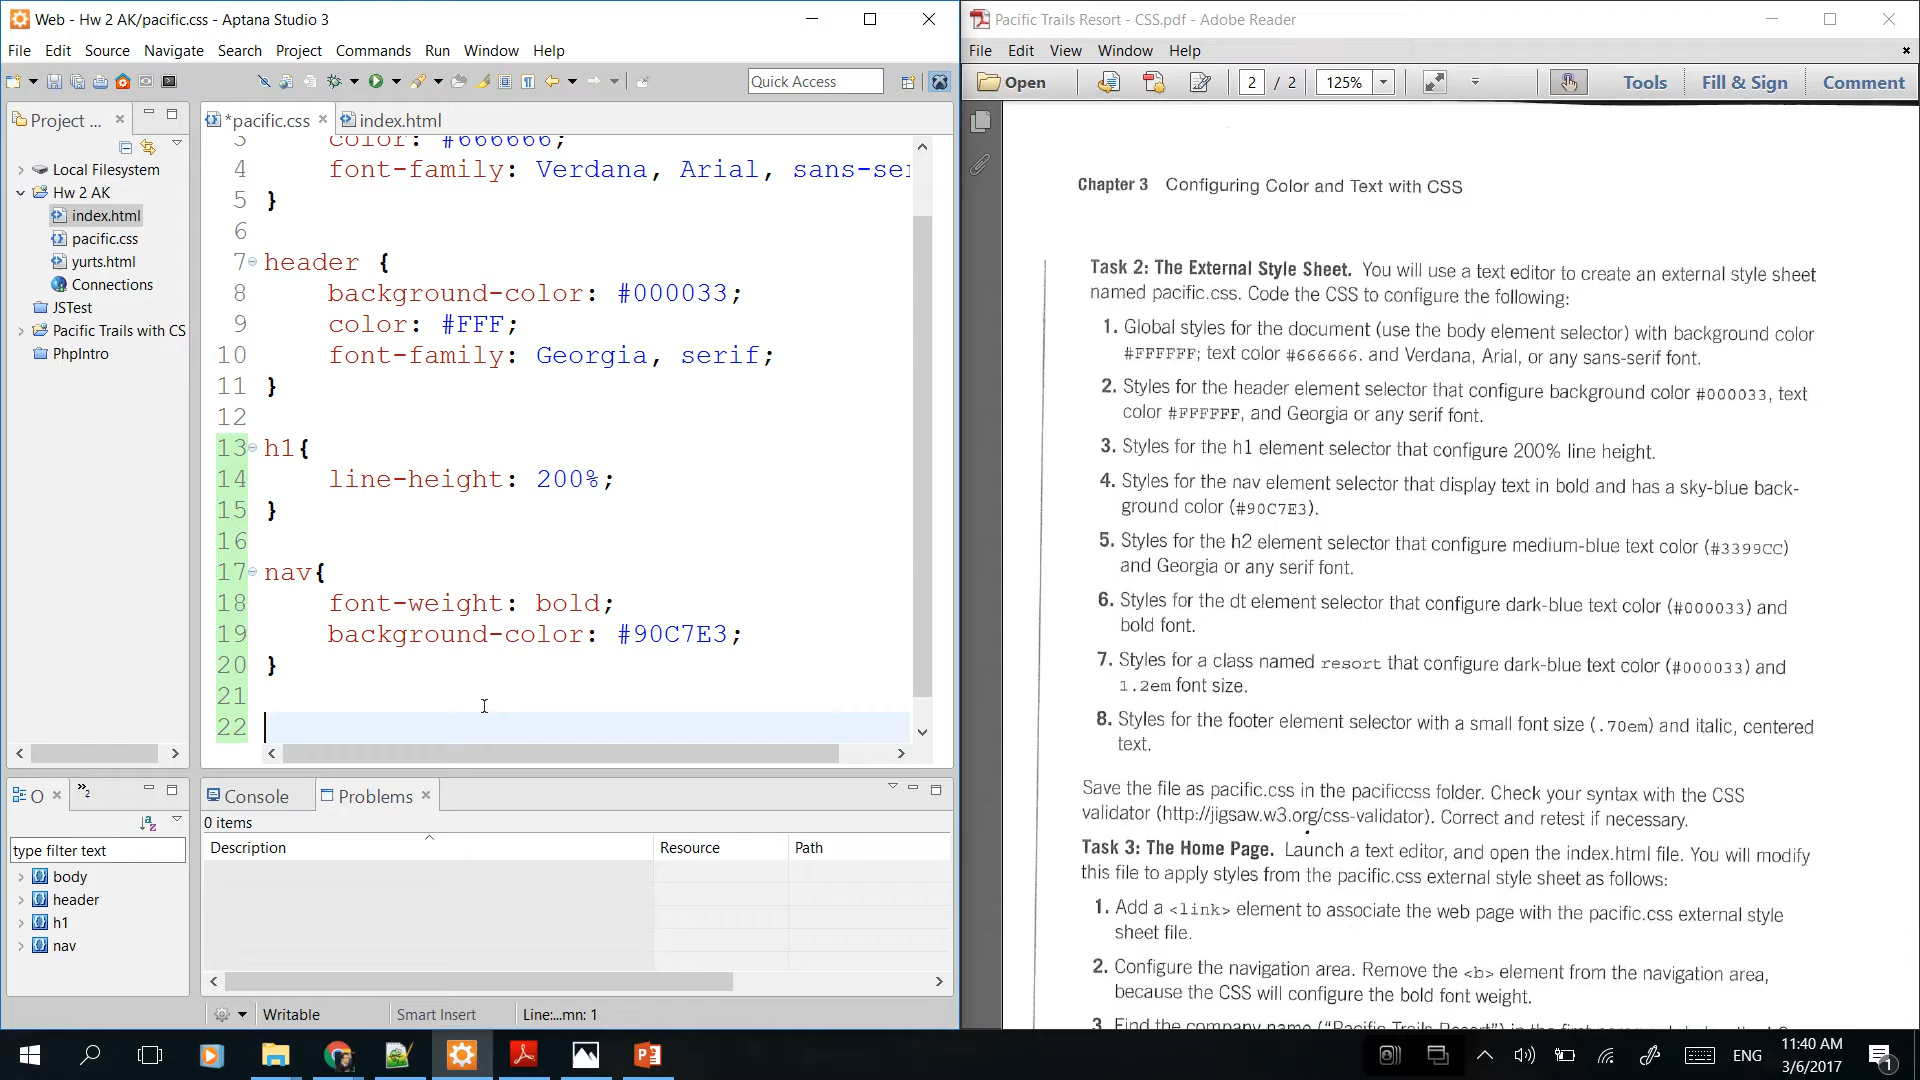 Web - Hw 2 AK/pacific.css - Aptana Studio 3
File Edit Source Navigate Search Project Commands Run Window Help
Quick Access
Project ...
Local Filesystem
Hw 2 AK
index.html
pacific.css
yurts.html
Connections
JSTest
Pacific Trails with CS
PhpIntro
*pacific.css
index.html
3 color: #666666;
4 font-family: Verdana, Arial, sans-ser
5 }
6
7 header {
8 background-color: #000033;
9 color: #FFF;
10 font-family: Georgia, serif;
11 }
12
13 h1{
14 line-height: 200%;
15 }
16
17 nav{
18 font-weight: bold;
19 background-color: #90C7E3;
20 }
21
22
O
2
type filter text
body
header
h1
nav
Console
Problems
0 items
Description Resource Path
Writable Smart Insert Line:...mn: 1
Pacific Trails Resort - CSS.pdf - Adobe Reader
File Edit View Window Help
Open 2 / 2 125% Tools Fill & Sign Comment
Chapter 3 Configuring Color and Text with CSS
Task 2: The External Style Sheet. You will use a text editor to create an external style sheet
named pacific.css. Code the CSS to configure the following:
1. Global styles for the document (use the body element selector) with background color
#FFFFFF; text color #666666. and Verdana, Arial, or any sans-serif font.
2. Styles for the header element selector that configure background color #000033, text
color #FFFFFF, and Georgia or any serif font.
3. Styles for the h1 element selector that configure 200% line height.
4. Styles for the nav element selector that display text in bold and has a sky-blue back-
ground color (#90C7E3).
5. Styles for the h2 element selector that configure medium-blue text color (#3399CC)
and Georgia or any serif font.
6. Styles for the dt element selector that configure dark-blue text color (#000033) and
bold font.
7. Styles for a class named resort that configure dark-blue text color (#000033) and
1.2em font size.
8. Styles for the footer element selector with a small font size (.70em) and italic, centered
text.
Save the file as pacific.css in the pacificcss folder. Check your syntax with the CSS
validator (http://jigsaw.w3.org/css-validator). Correct and retest if necessary.
Task 3: The Home Page. Launch a text editor, and open the index.html file. You will modify
this file to apply styles from the pacific.css external style sheet as follows:
1. Add a <link> element to associate the web page with the pacific.css external style
sheet file.
2. Configure the navigation area. Remove the <b> element from the navigation area,
because the CSS will configure the bold font weight.
3. Find the company name ("Pacific Trails Resort") in the first
ENG
11:40 AM
3/6/2017
1